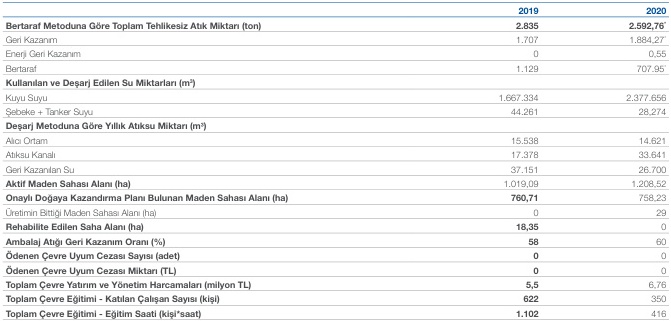 2019 2020
Bertaraf Metoduna Göre Toplam Tehlikesiz Atık Miktarı (ton) 2.835 2.592,76*
Geri Kazanım 1.707 1.884,27*
Enerji Geri Kazanım 0 0,55
Bertaraf 1.129 707.95*
Kullanılan ve Deşarj Edilen Su Miktarları (m³)
Kuyu Suyu 1.667.334 2.377.656
Şebeke + Tanker Suyu 44.261 28,274
Deşarj Metoduna Göre Yıllık Atıksu Miktarı (m³)
Alıcı Ortam 15.538 14.621
Atıksu Kanalı 17.378 33.641
Geri Kazanılan Su 37.151 26.700
Aktif Maden Sahası Alanı (ha) 1.019,09 1.208,52
Onaylı Doğaya Kazandırma Planı Bulunan Maden Sahası Alanı (ha) 760,71 758,23
Üretimin Bittiği Maden Sahası Alanı (ha) 0 29
Rehabilite Edilen Saha Alanı (ha) 18,35 0
Ambalaj Atığı Geri Kazanım Oranı (%) 58 60
Ödenen Çevre Uyum Cezası Sayısı (adet) 0 0
Ödenen Çevre Uyum Cezası Miktarı (TL) 0 0
Toplam Çevre Yatırım ve Yönetim Harcamaları (milyon TL) 5,5 6,76
Toplam Çevre Eğitimi - Katılan Çalışan Sayısı (kişi) 622 350
Toplam Çevre Eğitimi - Eğitim Saati (kişi*saat) 1.102 416